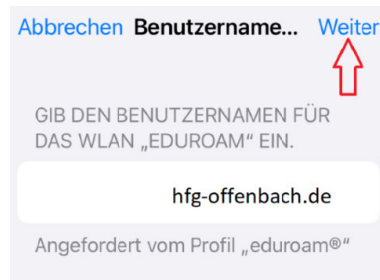 Abbrechen Benutzername... Weiter
GIB DEN BENUTZERNAMEN FÜR
DAS WLAN „EDUROAM“ EIN.
hfg-offenbach.de
Angefordert vom Profil „eduroam®“